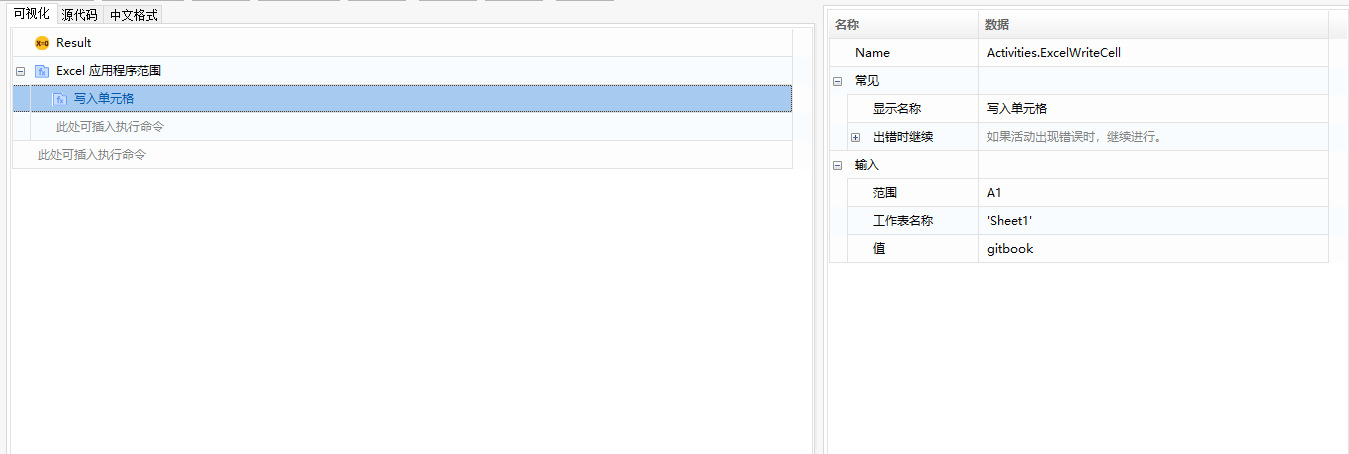 可视化 源代码 中文格式
Result
Excel 应用程序范围
写入单元格
此处可插入执行命令
此处可插入执行命令
名称 数据
Name Activities.ExcelWriteCell
常见
显示名称 写入单元格
出错时继续 如果活动出现错误时，继续进行。
输入
范围 A1
工作表名称 'Sheet1'
值 gitbook